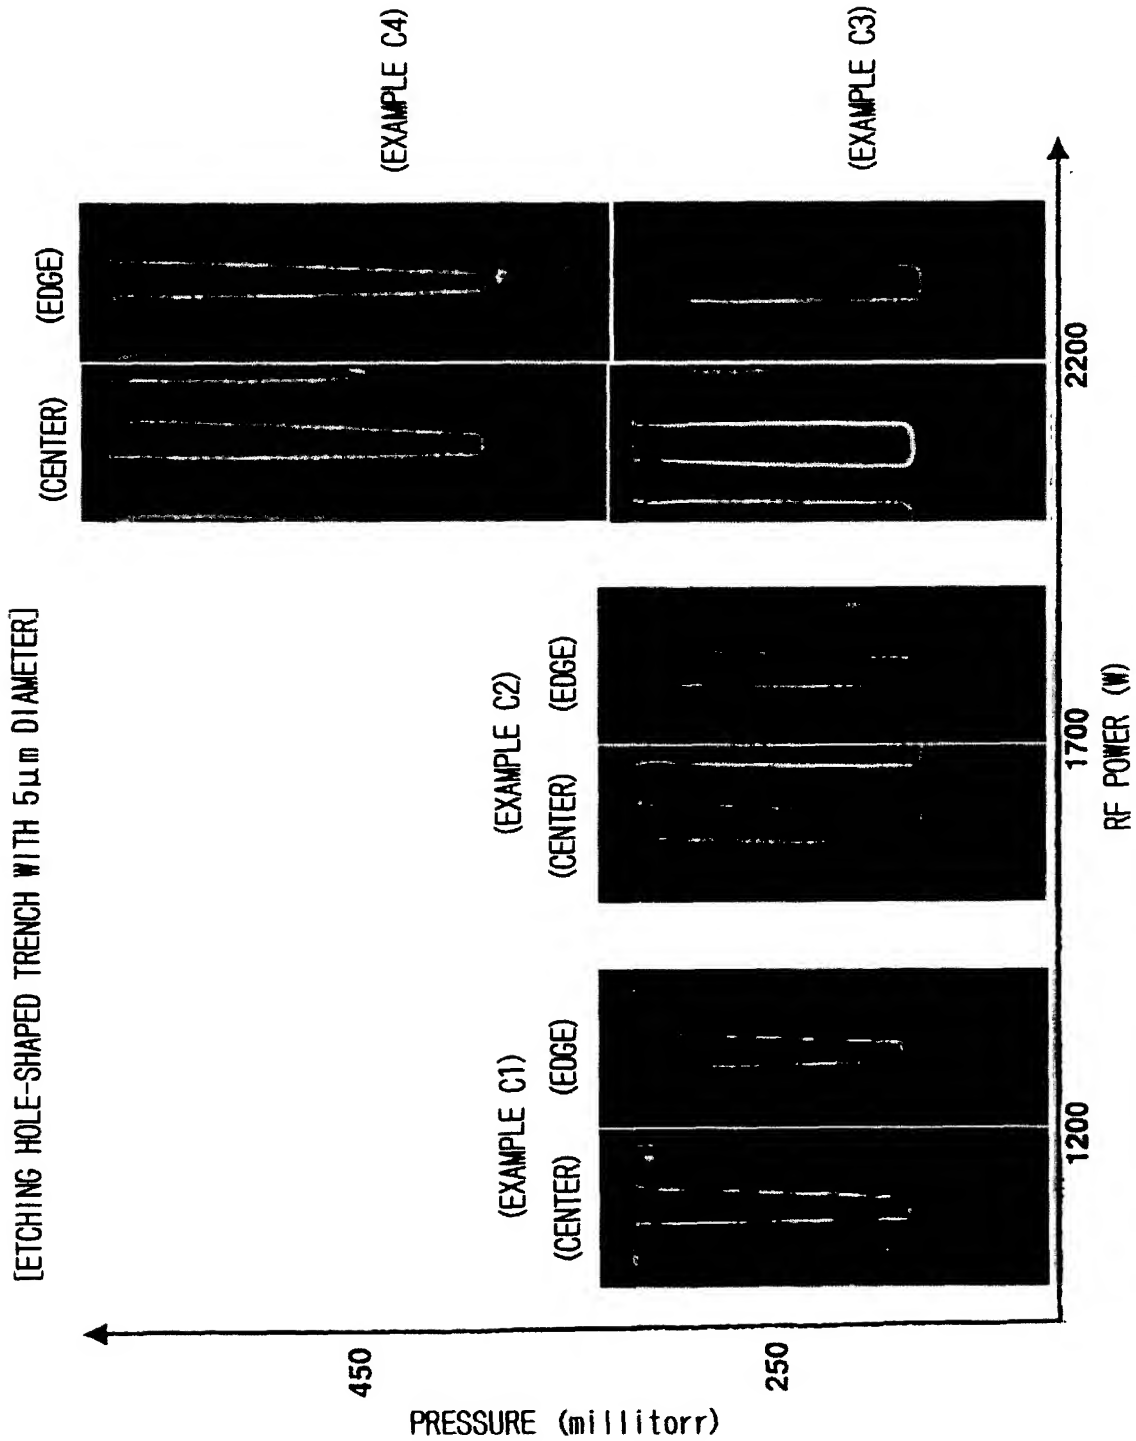 [ETCHING HOLE-SHAPED TRENCH WITH 5μm DIAMETER]
(CENTER)
(EDGE)
(EXAMPLE C4)
(EXAMPLE C1)
(CENTER)
(EDGE)
(EXAMPLE C2)
(CENTER)
(EDGE)
(EXAMPLE C3)
PRESSURE (millitorr)
450
250
1200
1700
2200
RF POWER (W)